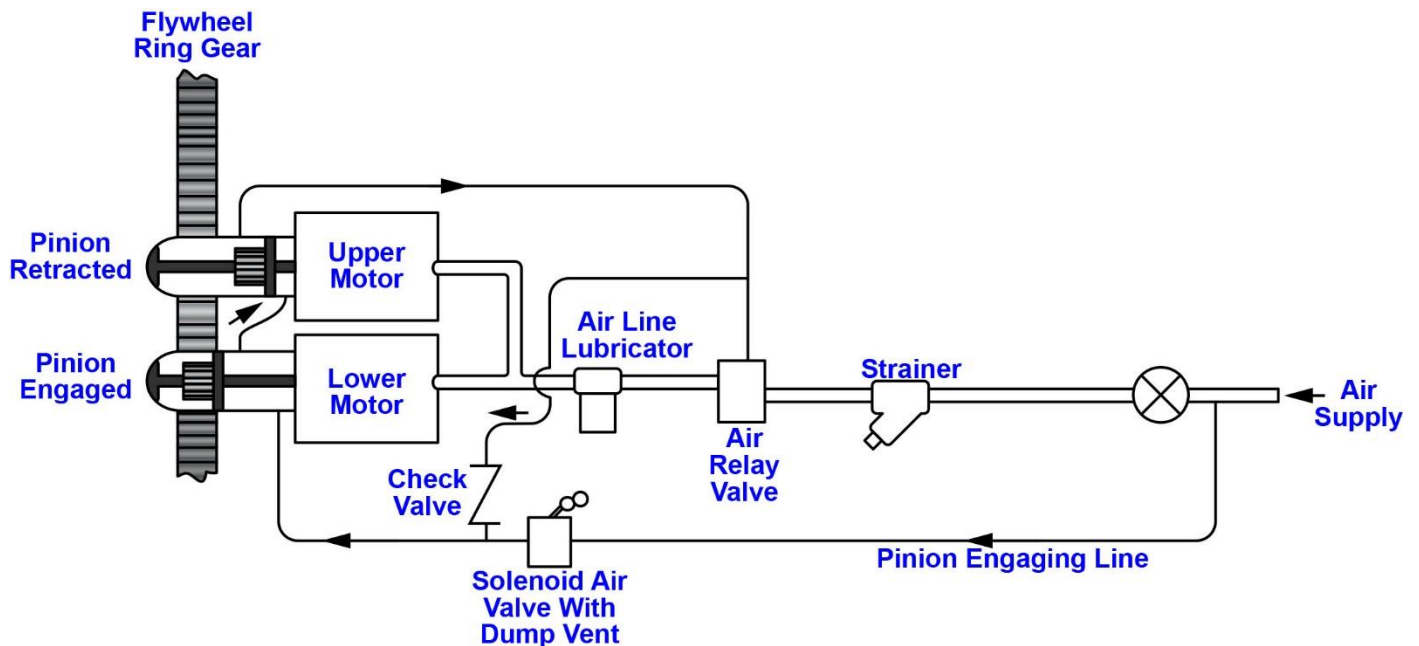 Flywheel
Ring Gear
Pinion
Retracted
Upper
Motor
Air Line
Lubricator
Pinion
Engaged
Lower
Motor
Strainer
Air
Supply
Air
Relay
Valve
Check
Valve
Pinion Engaging Line
Solenoid Air
Valve With
Dump Vent